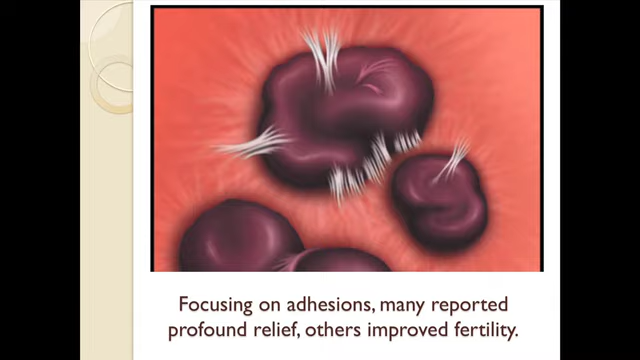 Focusing on adhesions, many reported
profound relief, others improved fertility.